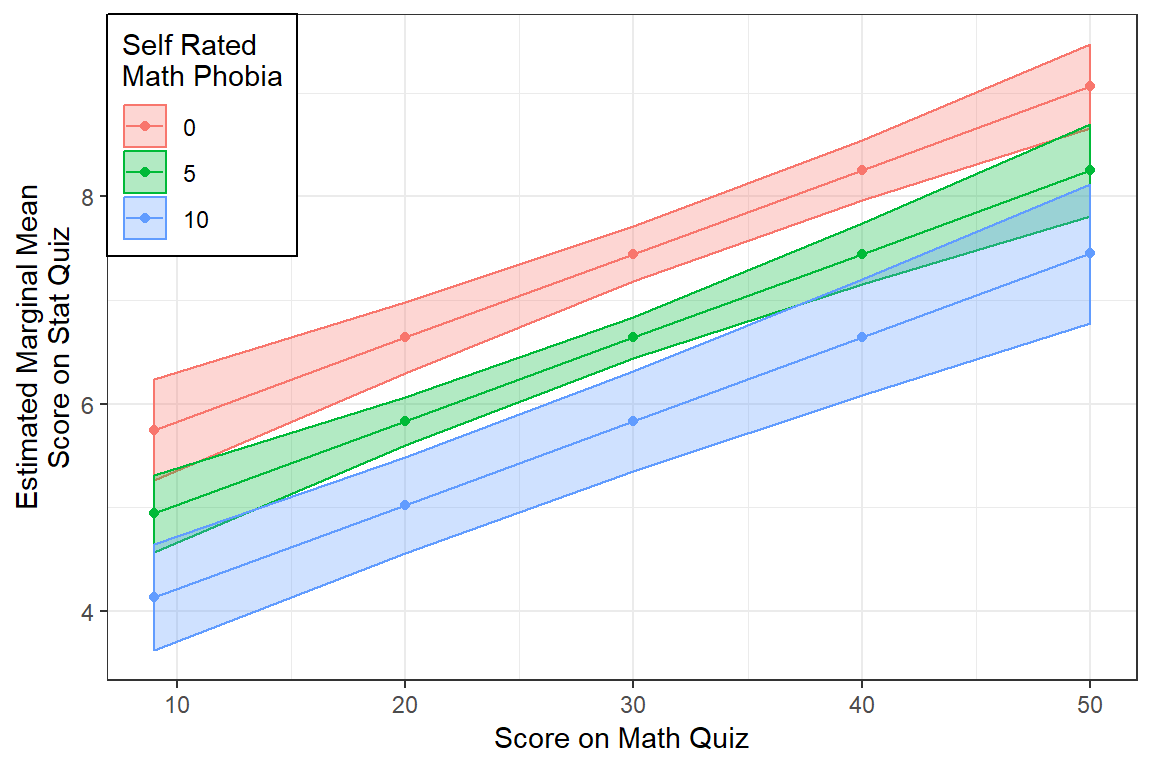 Self Rated
Math Phobia
0
5
10
Estimated Marginal Mean
Score on Stat Quiz
8
6
4
10 20 30 40 50
Score on Math Quiz